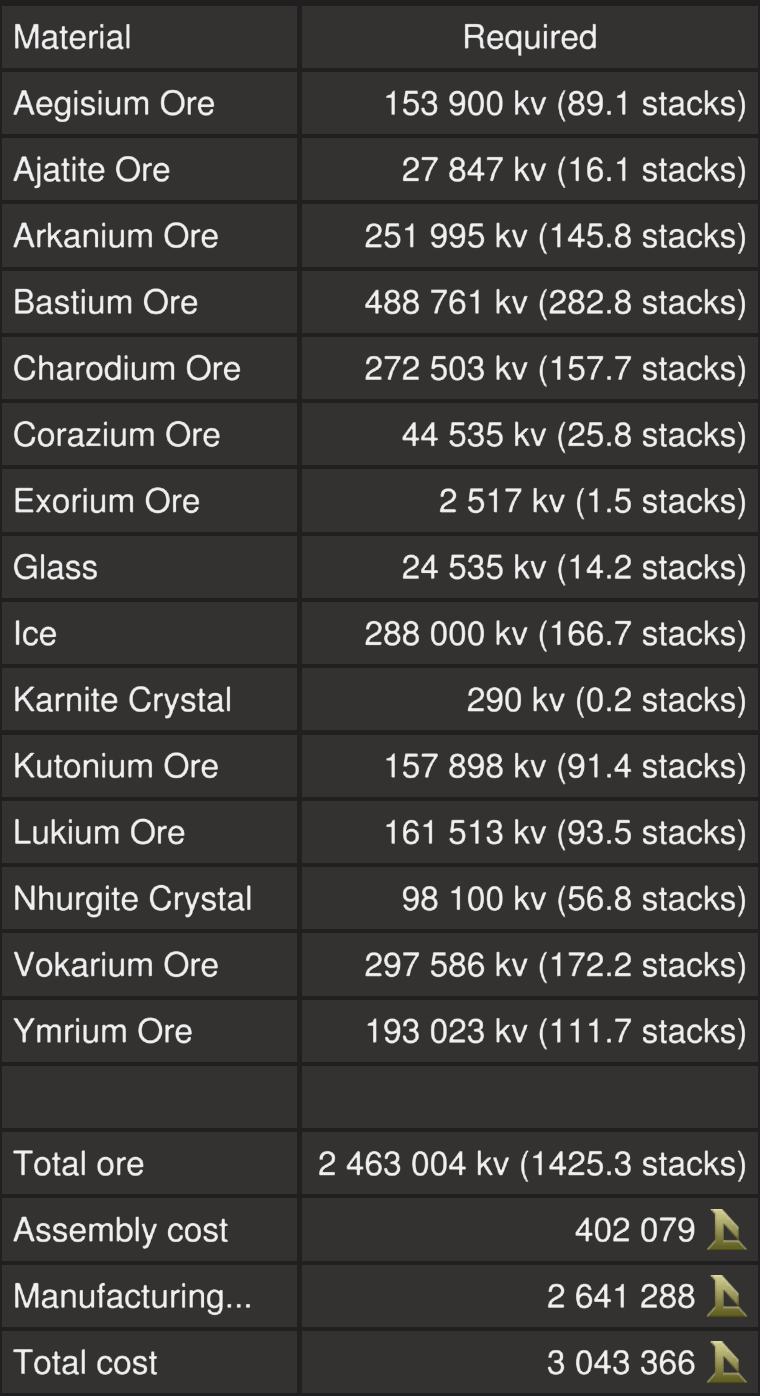 Material Required
Aegisium Ore 153 900 kv (89.1 stacks)
Ajatite Ore 27 847 kv (16.1 stacks)
Arkanium Ore 251 995 kv (145.8 stacks)
Bastium Ore 488 761 kv (282.8 stacks)
Charodium Ore 272 503 kv (157.7 stacks)
Corazium Ore 44 535 kv (25.8 stacks)
Exorium Ore 2 517 kv (1.5 stacks)
Glass 24 535 kv (14.2 stacks)
Ice 288 000 kv (166.7 stacks)
Karnite Crystal 290 kv (0.2 stacks)
Kutonium Ore 157 898 kv (91.4 stacks)
Lukium Ore 161 513 kv (93.5 stacks)
Nhurgite Crystal 98 100 kv (56.8 stacks)
Vokarium Ore 297 586 kv (172.2 stacks)
Ymrium Ore 193 023 kv (111.7 stacks)
Total ore 2 463 004 kv (1425.3 stacks)
Assembly cost 402 079
Manufacturing... 2 641 288
Total cost 3 043 366